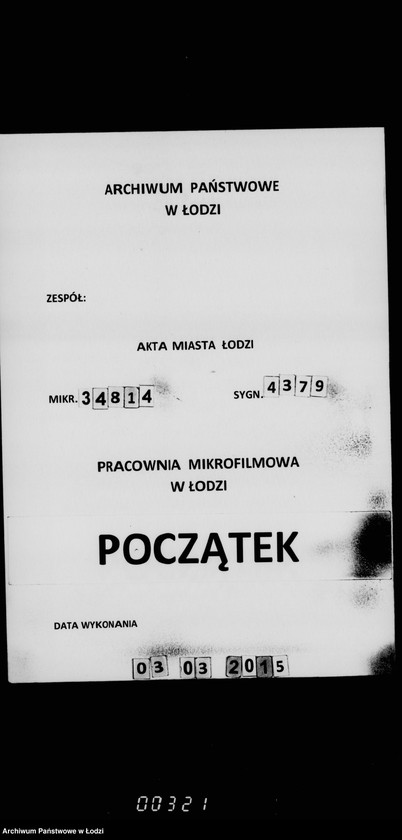 ARCHIWUM PAŃSTWOWE
W ŁODZI
ZESPÓŁ:
AKTA MIASTA ŁODZI
MIKR. 34814 SYGN. 4379
PRACOWNIA MIKROFILMOWA
W ŁODZI
POCZĄTEK
DATA WYKONANIA
03 03 2015
00321
Archiwum Państwowe w Łodzi